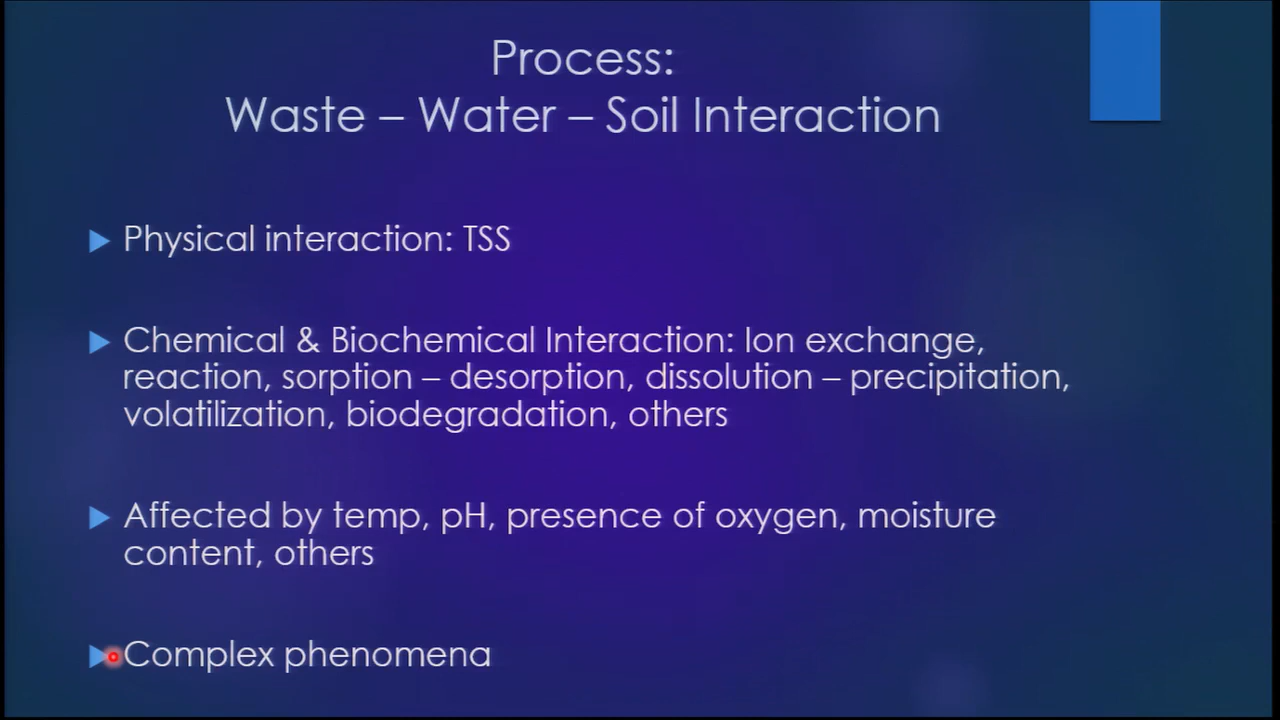 Process:
Waste – Water – Soil Interaction
Physical interaction: TSS
Chemical & Biochemical Interaction: Ion exchange,
reaction, sorption – desorption, dissolution – precipitation,
volatilization, biodegradation, others
Affected by temp, pH, presence of oxygen, moisture
content, others
Complex phenomena